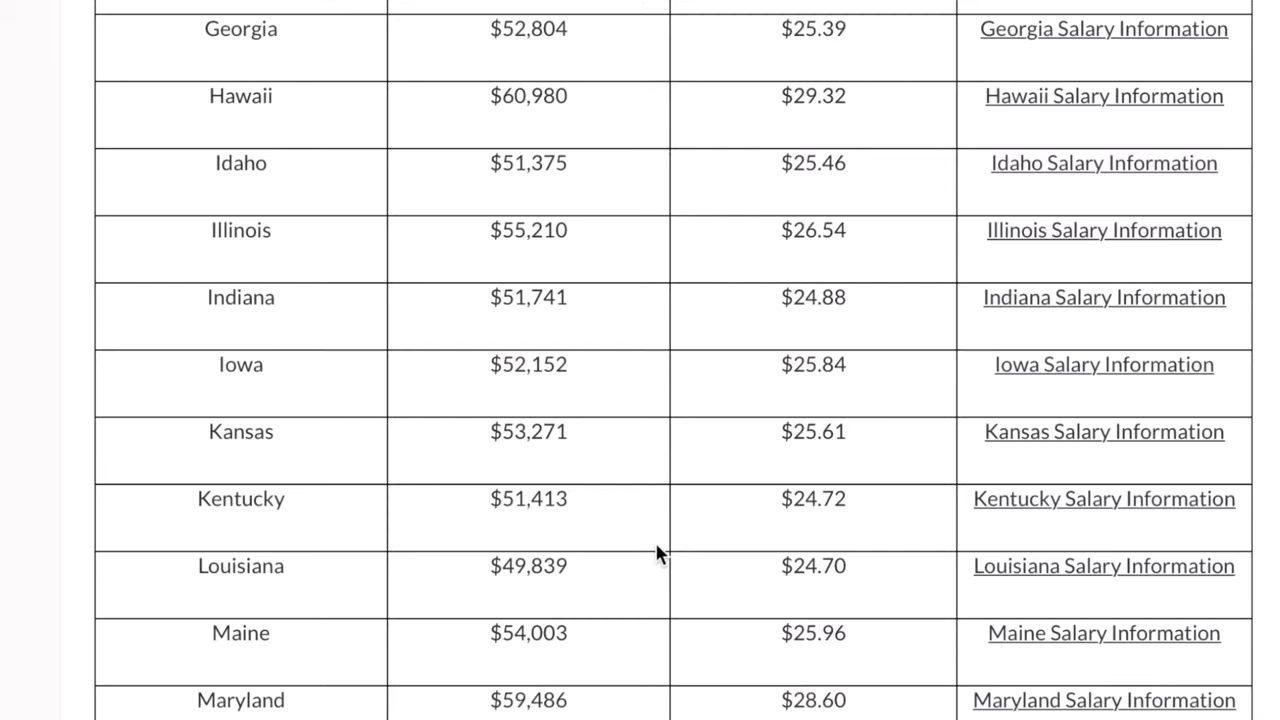 Georgia $52,804 $25.39 Georgia Salary Information
Hawaii $60,980 $29.32 Hawaii Salary Information
Idaho $51,375 $25.46 Idaho Salary Information
Illinois $55,210 $26.54 Illinois Salary Information
Indiana $51,741 $24.88 Indiana Salary Information
Iowa $52,152 $25.84 Iowa Salary Information
Kansas $53,271 $25.61 Kansas Salary Information
Kentucky $51,413 $24.72 Kentucky Salary Information
Louisiana $49,839 $24.70 Louisiana Salary Information
Maine $54,003 $25.96 Maine Salary Information
Maryland $59,486 $28.60 Maryland Salary Information